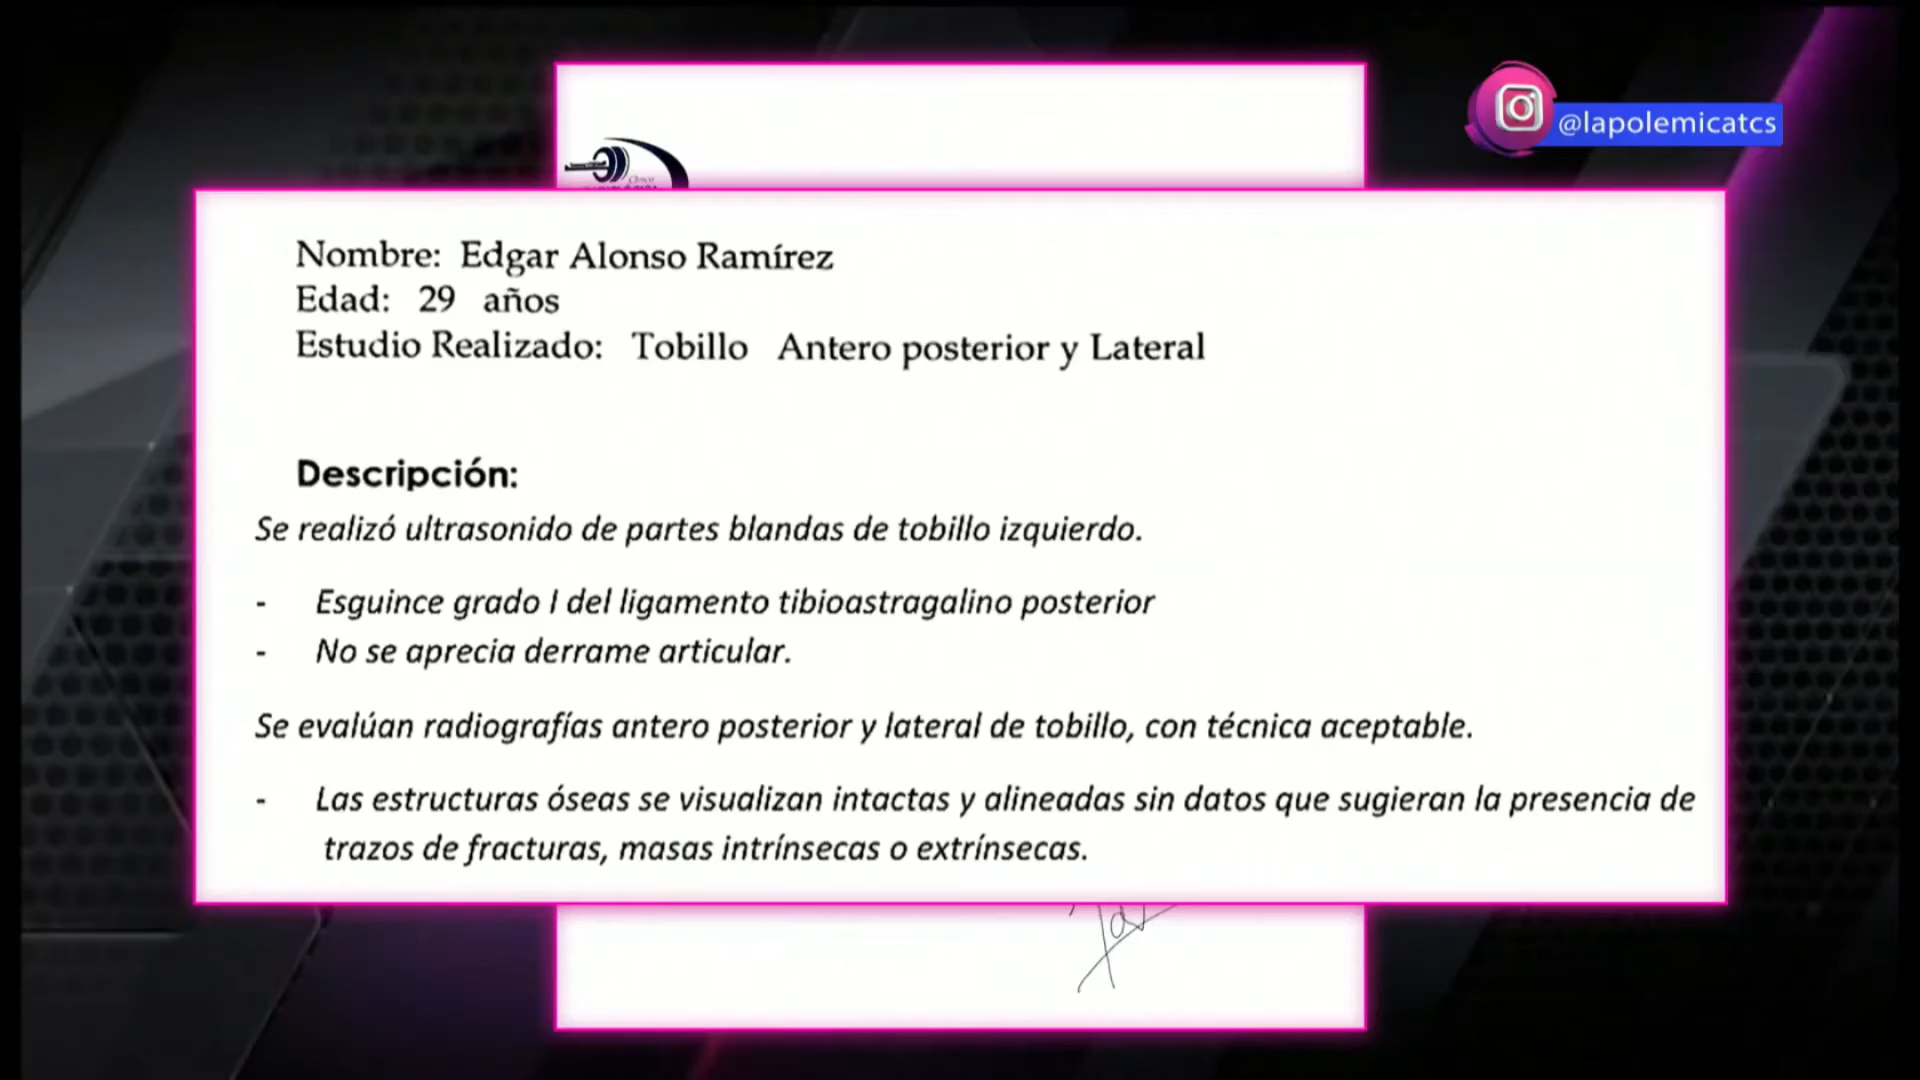 @lapolemicatcs
Nombre: Edgar Alonso Ramírez
Edad: 29 años
Estudio Realizado: Tobillo Antero posterior y Lateral
Descripción:
Se realizó ultrasonido de partes blandas de tobillo izquierdo.
- Esguince grado I del ligamento tibioastragalino posterior
- No se aprecia derrame articular.
Se evalúan radiografías antero posterior y lateral de tobillo, con técnica aceptable.
- Las estructuras óseas se visualizan intactas y alineadas sin datos que sugieran la presencia de
trazos de fracturas, masas intrínsecas o extrínsecas.